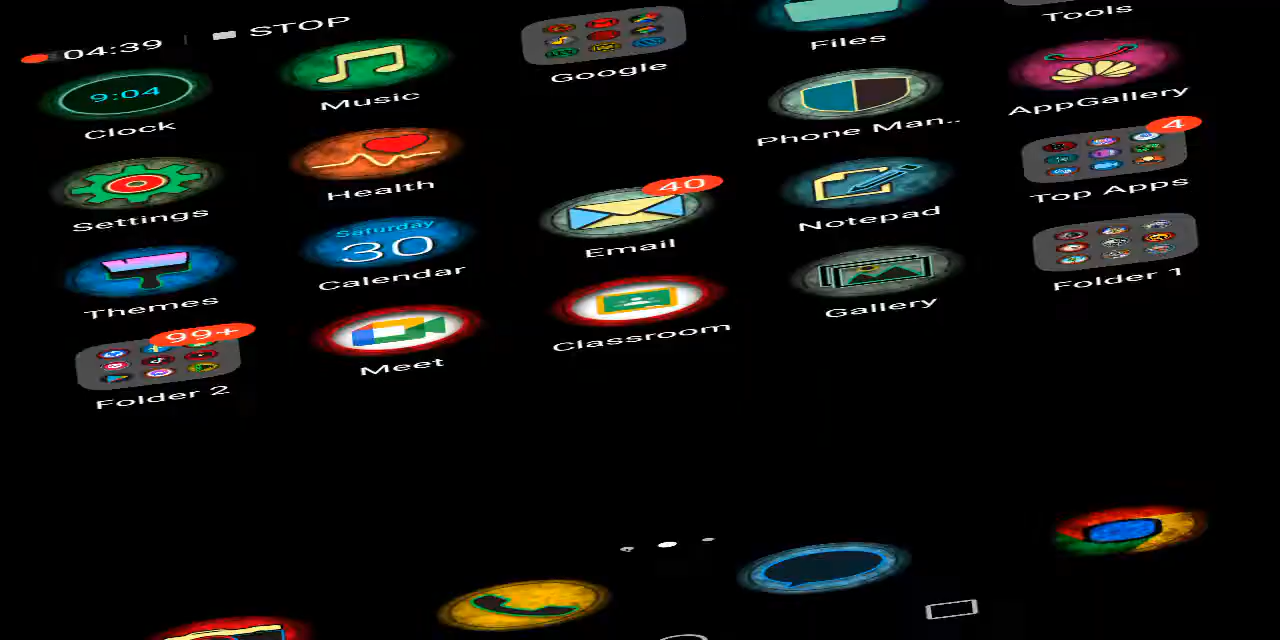 04:39 STOP
9:04
Clock
Music
Google
Files
Tools
Settings
Health
40
Email
Phone Man..
AppGallery
Themes
Saturday
30
Calendar
Classroom
Notepad
4
Top Apps
99+
Folder 2
Meet
Gallery
Folder 1